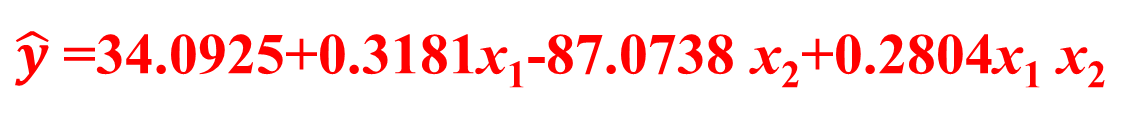 ŷ =34.0925+0.3181x₁-87.0738 x₂+0.2804x₁ x₂